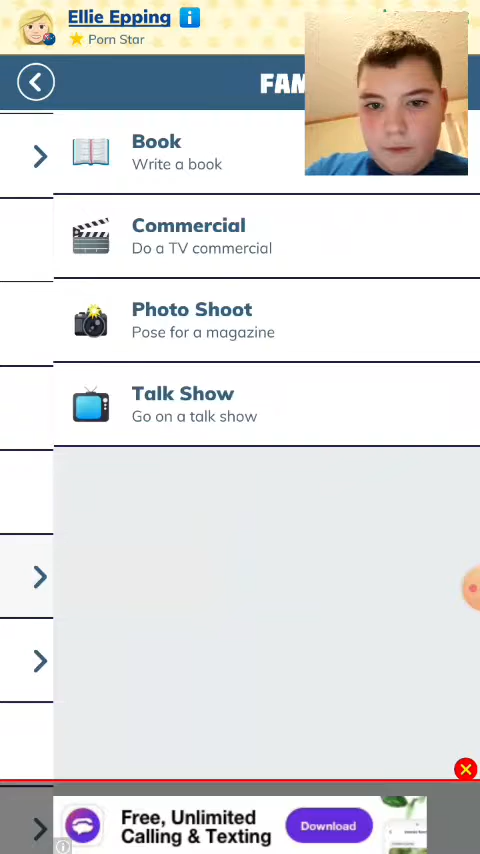 Ellie Epping i
Porn Star
FAM
Book
Write a book
Commercial
Do a TV commercial
Photo Shoot
Pose for a magazine
Talk Show
Go on a talk show
Free, Unlimited
Calling & Texting
Download